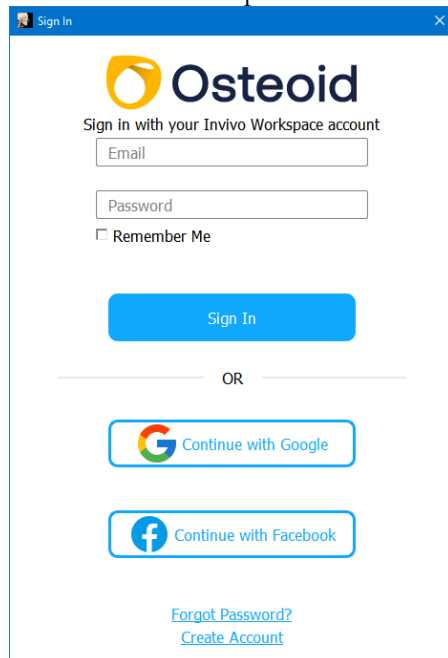 Sign In
Osteoid
Sign in with your Invivo Workspace account
Email
Password
Remember Me
Sign In
OR
Continue with Google
Continue with Facebook
Forgot Password?
Create Account